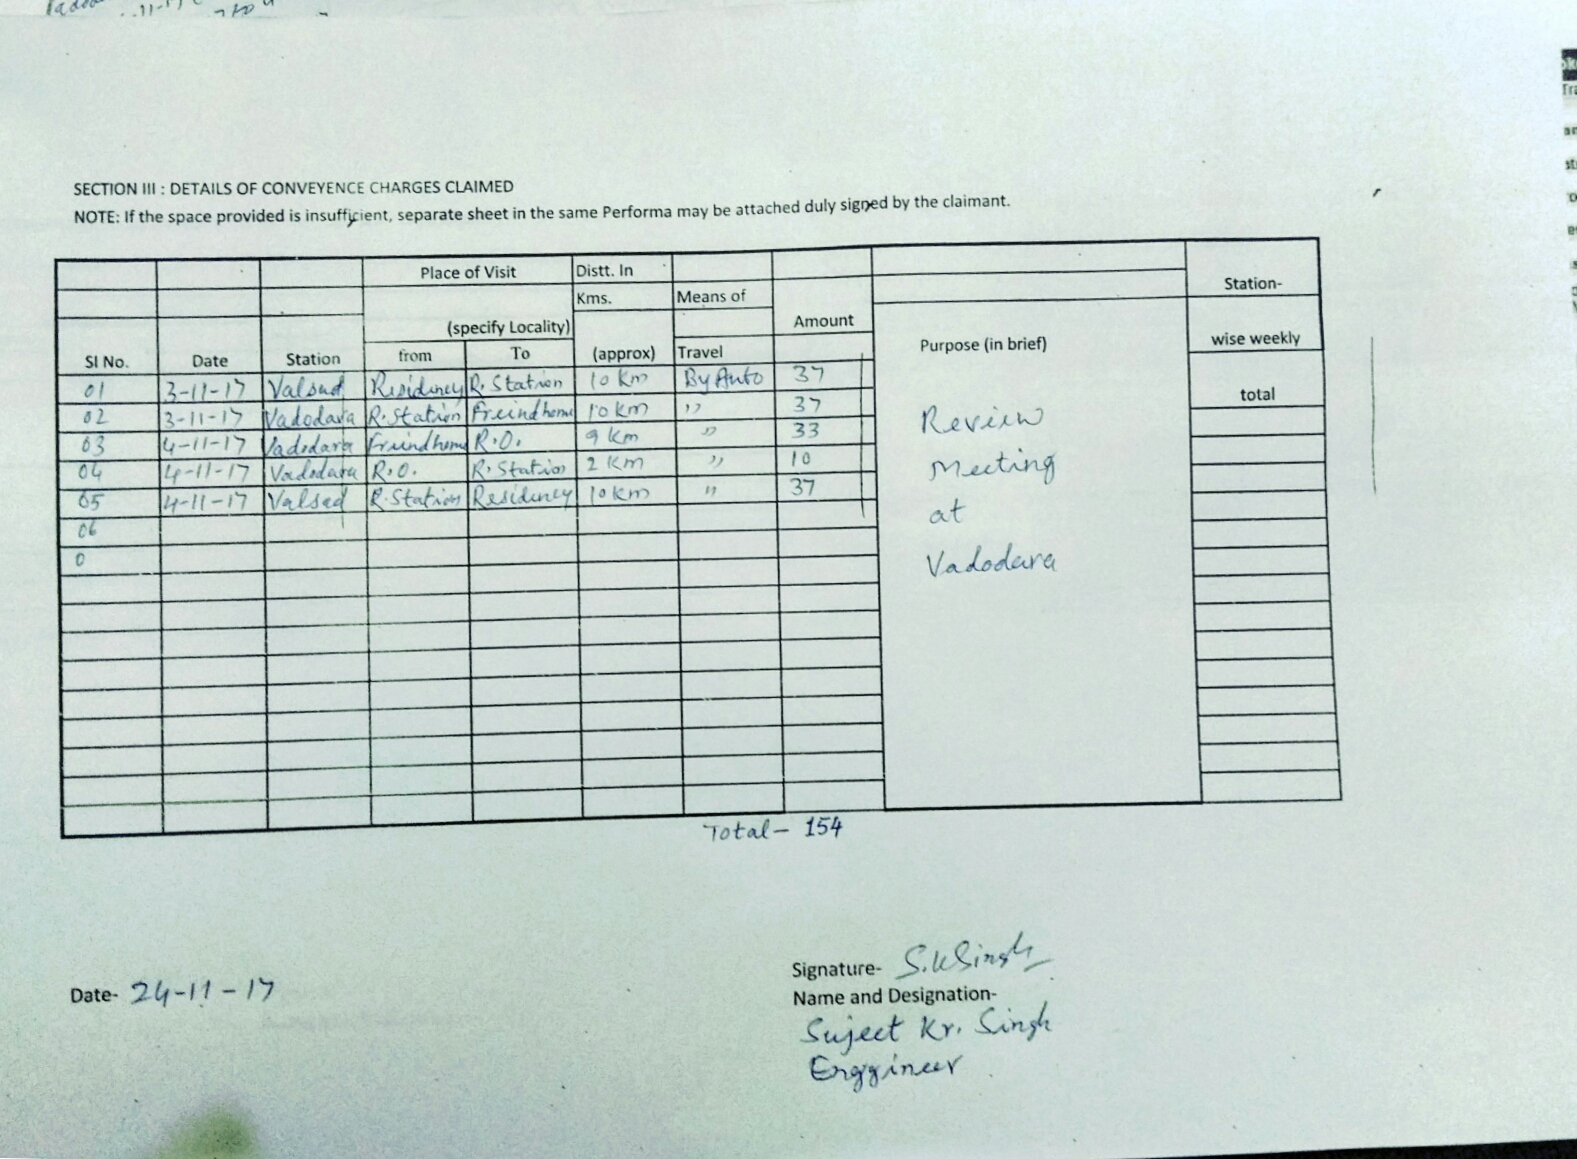 SECTION III : DETAILS OF CONVEYENCE CHARGES CLAIMED
NOTE: If the space provided is insufficient, separate sheet in the same Performa may be attached duly signed by the claimant.
Sl No. Date Station Place of Visit (specify Locality) from To Distt. In Kms. (approx) Means of Travel Amount Purpose (in brief) Station-wise weekly total
01 3-11-17 Valsad Residency R. Station 10 km By Auto 37
02 3-11-17 Vadodara R. Station Freindhome 10 km " 37
03 4-11-17 Vadodara Freindhome R.O. 9 km " 33
04 4-11-17 Vadodara R.O. R. Station 2 km " 10
05 4-11-17 Valsad R. Station Residency 10 km " 37
06
0
Review
Meeting
at
Vadodara
Total- 154
Date- 24-11-17
Signature- S.K Singh
Name and Designation-
Sujeet Kr. Singh
Enggineer